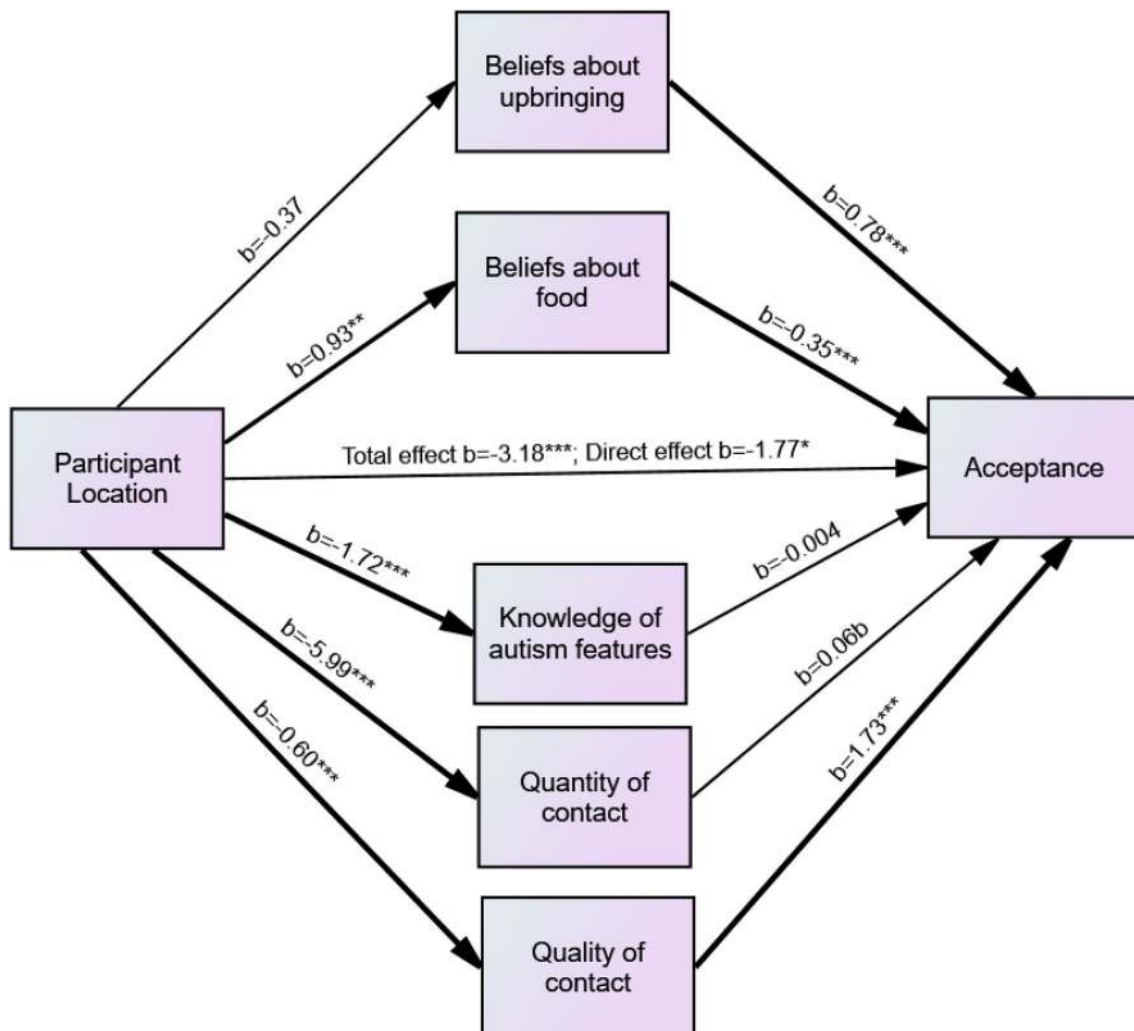 Beliefs about
upbringing
b=-0.37
b=0.78***
Beliefs about
food
b=0.93**
b=-0.35***
Participant
Location
Total effect b=-3.18***; Direct effect b=-1.77*
Acceptance
b=-1.72***
b=-0.004
Knowledge of
autism features
b=-5.99***
b=0.06b
Quantity of
contact
b=-0.60***
b=1.73***
Quality of
contact